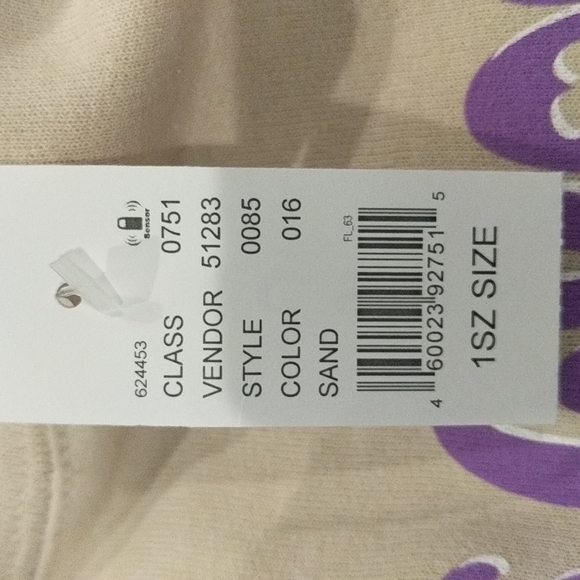 624453
Sensor
CLASS 0751
VENDOR 51283
STYLE 0085
COLOR 016
SAND
FL_63
4 60023 92751 5
1SZ SIZE